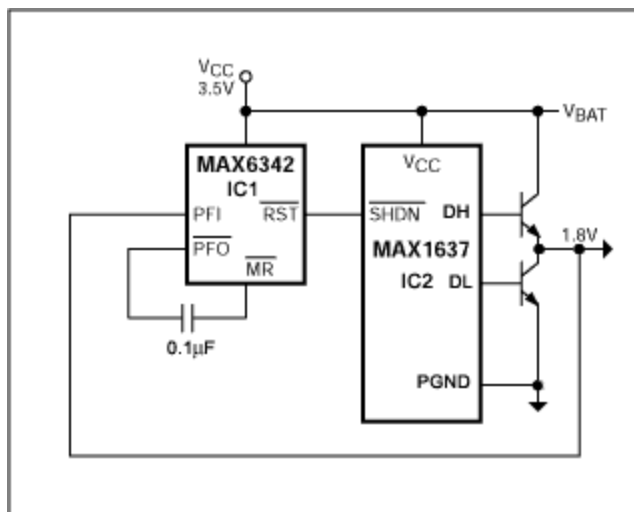 VCC
3.5V
VBAT
MAX6342
IC1
VCC
PFI
RST
SHDN
DH
1.8V
PFO
MAX1637
MR
IC2
DL
0.1µF
PGND